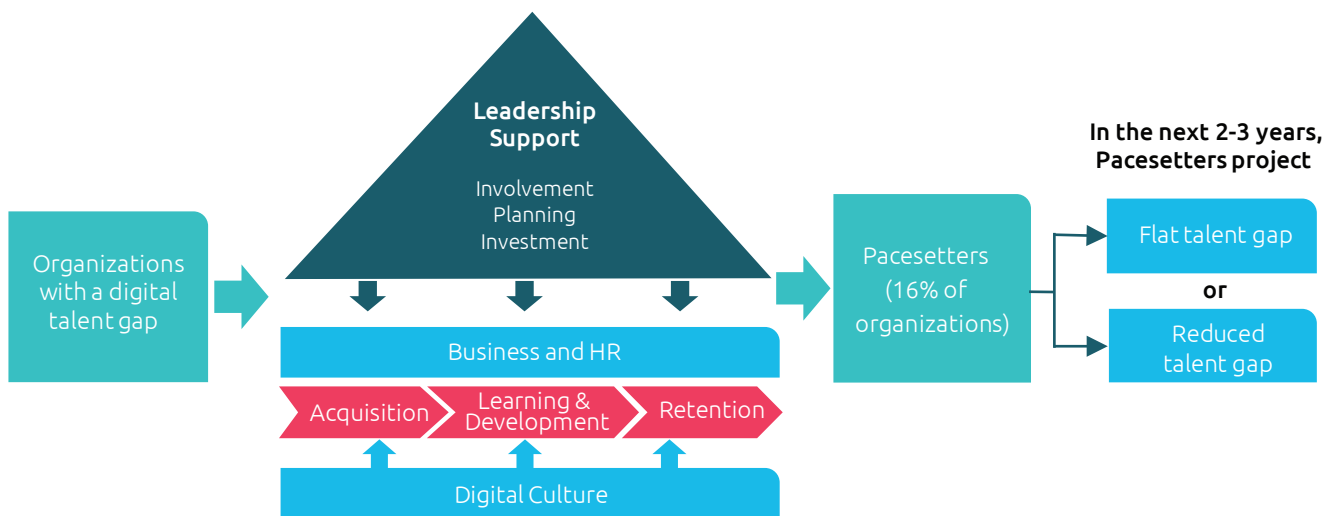 Leadership
Support
Involvement
Planning
Investment
Organizations
with a digital
talent gap
Business and HR
Acquisition
Learning &
Development
Retention
Digital Culture
Pacesetters
(16% of
organizations)
In the next 2-3 years,
Pacesetters project
Flat talent gap
or
Reduced
talent gap